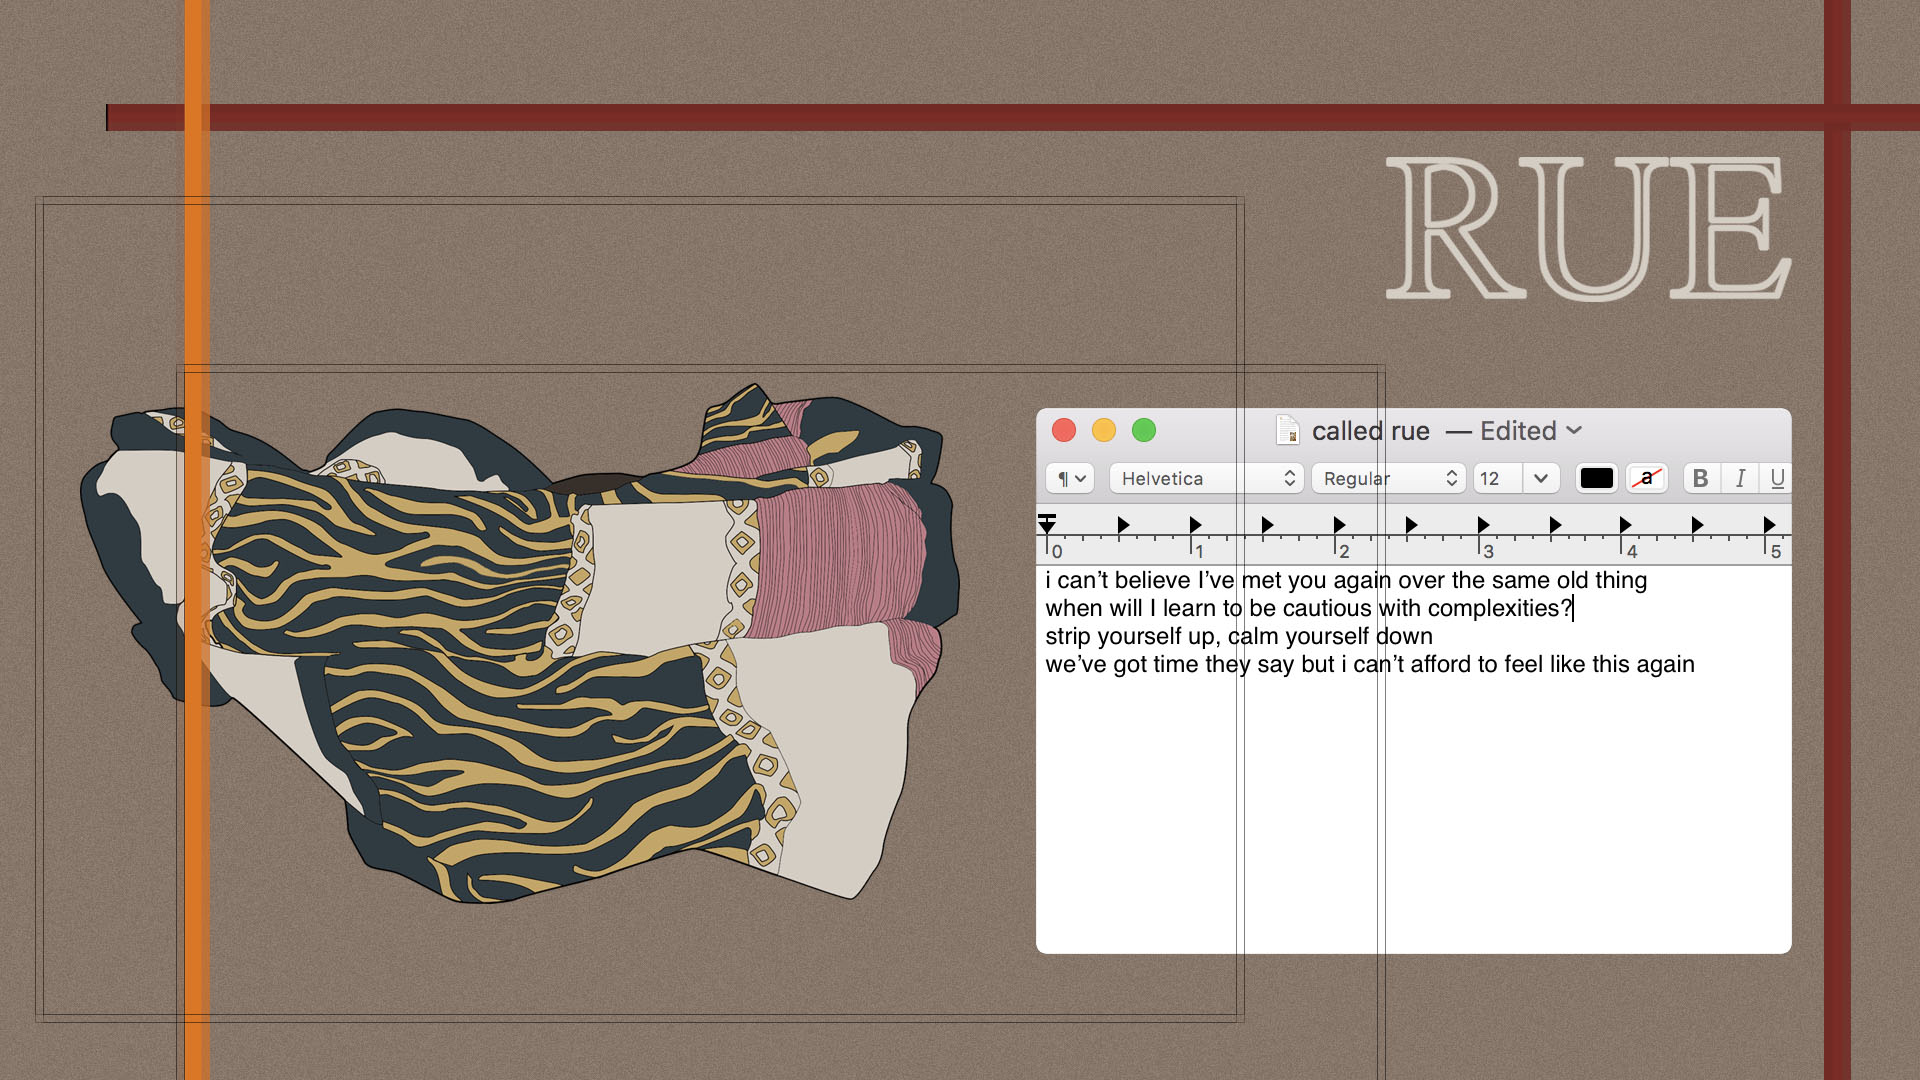 RUE
called rue — Edited
¶ Helvetica Regular 12 a B I U
0 1 2 3 4 5
i can’t believe I’ve met you again over the same old thing
when will I learn to be cautious with complexities?
strip yourself up, calm yourself down
we’ve got time they say but i can’t afford to feel like this again